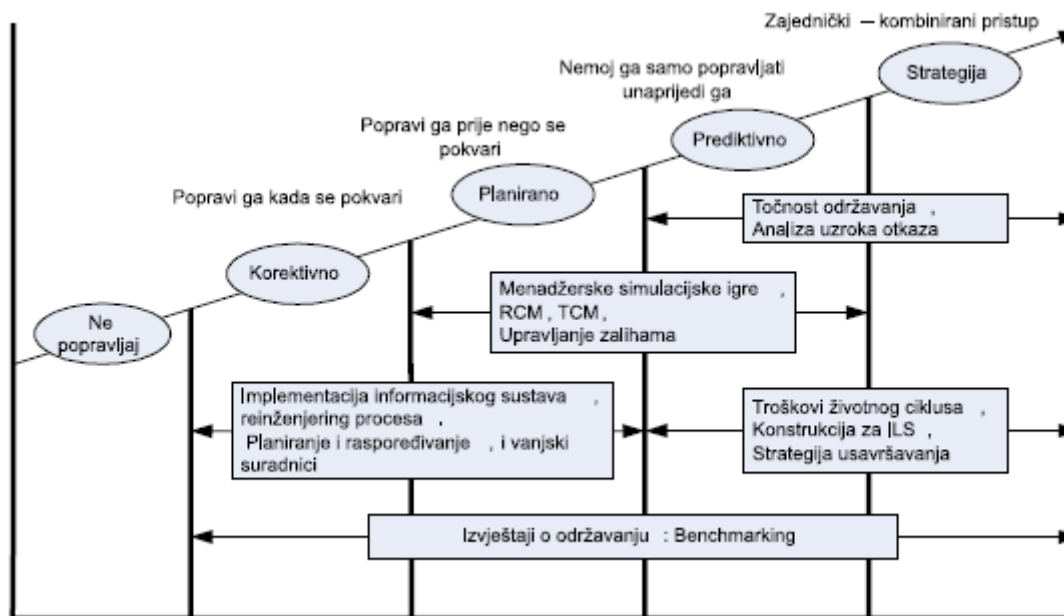 Zajednički – kombinirani pristup
Strategija
Nemoj ga samo popravljati
unaprijedi ga
Prediktivno
Popravi ga prije nego se
pokvari
Planirano
Popravi ga kada se pokvari
Točnost održavanja ,
Analiza uzroka otkaza
Korektivno
Menadžerske simulacijske igre ,
RCM , TCM ,
Upravljanje zalihama
Ne
popravljaj
Implementacija informacijskog sustava ,
reinženjering procesa ,
Planiranje i raspoređivanje , i vanjski
suradnici
Troškovi životnog ciklusa ,
Konstrukcija za ILS ,
Strategija usavršavanja
Izvještaji o održavanju : Benchmarking